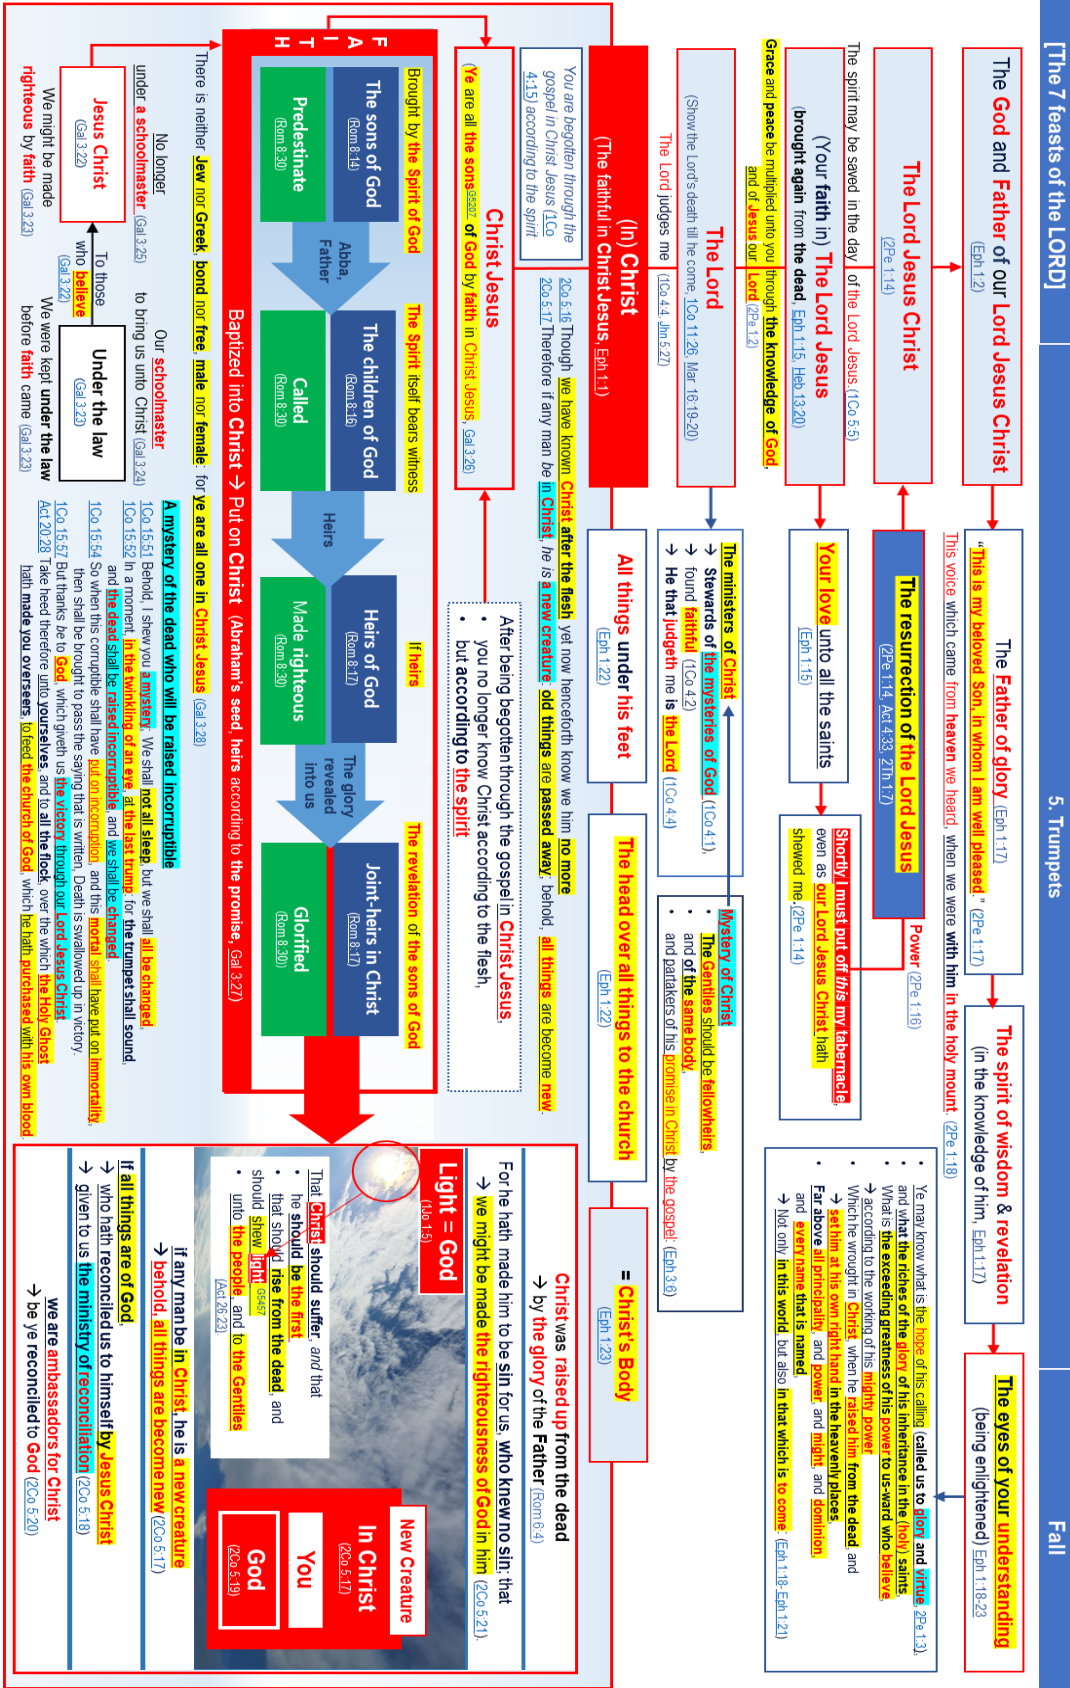 [The 7 feasts of the LORD]
5. Trumpets
Fall
The God and Father of our Lord Jesus Christ
(Eph 1:2)
The Father of glory (Eph 1:17)
"This is my beloved Son, in whom I am well pleased." (2Pe 1:17)
The spirit of wisdom & revelation
(in the knowledge of him, Eph 1:17)
The eyes of your understanding
(being enlightened) Eph 1:18-23
This voice which came from heaven we heard, when we were with him in the holy mount. (2Pe 1:18)
The Lord Jesus Christ
(2Pe 1:14)
The resurrection of the Lord Jesus
(2Pe 1:14, Act 4:33, 2Th 1:7)
Power (2Pe 1:16)
The spirit may be saved in the day of the Lord Jesus. (1Co 5:5)
(Your faith in) The Lord Jesus
(brought again from the dead, Eph 1:15, Heb 13:20)
Your love unto all the saints
(Eph 1:15)
Shortly I must put off this my tabernacle,
even as our Lord Jesus Christ hath
shewed me, (2Pe 1:14)
• Ye may know what is the hope of his calling (called us to glory and virtue, 2Pe 1:3),
and what the riches of the glory of his inheritance in the (holy) saints,
• What is the exceeding greatness of his power to us-ward who believe,
→ according to the working of his mighty power
• Which he wrought in Christ, when he raised him from the dead, and
→ set him at his own right hand in the heavenly places,
• Far above all principality, and power, and might, and dominion,
and every name that is named,
→ Not only in this world, but also in that which is to come: (Eph 1:18-Eph 1:21)
Grace and peace be multiplied unto you through the knowledge of God,
and of Jesus our Lord (2Pe 1:2)
The Lord
(Show the Lord's death till he come, 1Co 11:26, Mar 16:19-20)
The Lord judges me (1Co 4:4, Jhn 5:27)
The ministers of Christ
→ Stewards of the mysteries of God (1Co 4:1),
→ found faithful (1Co 4:2)
→ He that judgeth me is the Lord (1Co 4:4)
Mystery of Christ
• The Gentiles should be fellowheirs,
• and of the same body,
• and partakes of his promise in Christ by the gospel: (Eph 3:6)
(In) Christ
(The faithful in Christ Jesus, Eph 1:1)
All things under his feet
(Eph 1:22)
The head over all things to the church
(Eph 1:22)
= Christ's Body
(Eph 1:23)
You are begotten through the
gospel in Christ Jesus (1Co
4:15) according to the spirit
2Co 5:16 Though we have known Christ after the flesh, yet now henceforth know we him no more
2Co 5:17 Therefore if any man be in Christ, he is a new creature: old things are passed away; behold, all things are become new.
Christ Jesus
(Ye are all the sonsG5207 of God by faith in Christ Jesus, Gal 3:26)
After being begotten through the gospel in Christ Jesus,
• you no longer know Christ according to the flesh,
• but according to the spirit
FAITH
Brought by the Spirit of God
The Spirit itself bears witness
If heirs
The revelation of the sons of God
The sons of God
(Rom 8:14)
Predestinate
(Rom 8:30)
Abba,
Father
The children of God
(Rom 8:16)
Called
(Rom 8:30)
Heirs
Heirs of God
(Rom 8:17)
Made righteous
(Rom 8:30)
The glory
revealed
into us
Joint-heirs in Christ
(Rom 8:17)
Glorified
(Rom 8:30)
Baptized into Christ → Put on Christ (Abraham's seed, heirs according to the promise, Gal 3:27)
There is neither Jew nor Greek, bond nor free, male nor female: for ye are all one in Christ Jesus (Gal 3:28)
No longer
under a schoolmaster (Gal 3:25)
Our schoolmaster
to bring us unto Christ (Gal 3:24)
Jesus Christ
(Gal 3:22)
To those
who believe
(Gal 3:22)
Under the law
(Gal 3:23)
We might be made
righteous by faith (Gal 3:23)
We were kept under the law
before faith came (Gal 3:23)
A mystery of the dead who will be raised incorruptible
1Co 15:51 Behold, I shew you a mystery; We shall not all sleep, but we shall all be changed,
1Co 15:52 In a moment, in the twinkling of an eye, at the last trump: for the trumpet shall sound,
and the dead shall be raised incorruptible, and we shall be changed.
1Co 15:54 So when this corruptible shall have put on incorruption, and this mortal shall have put on immortality,
then shall be brought to pass the saying that is written, Death is swallowed up in victory.
1Co 15:57 But thanks be to God, which giveth us the victory through our Lord Jesus Christ.
Act 20:28 Take heed therefore unto yourselves, and to all the flock, over the which the Holy Ghost
hath made you overseers, to feed the church of God, which he hath purchased with his own blood.
Christ was raised up from the dead
→ by the glory of the Father (Rom 6:4)
For he hath made him to be sin for us, who knew no sin; that
→ we might be made the righteousness of God in him (2Co 5:21).
Light = God
(1Jo 1:5)
• That Christ should suffer, and that
• he should be the first
• that should rise from the dead, and
should shew light G5457
• unto the people, and to the Gentiles
(Act 26:23).
New Creature
In Christ
(2Co 5:17)
You
God
(2Co 5:19)
if any man be in Christ, he is a new creature
→ behold, all things are become new (2Co 5:17)
If all things are of God,
→ who hath reconciled us to himself by Jesus Christ
→ given to us the ministry of reconciliation (2Co 5:18)
we are ambassadors for Christ
→ be ye reconciled to God (2Co 5:20)